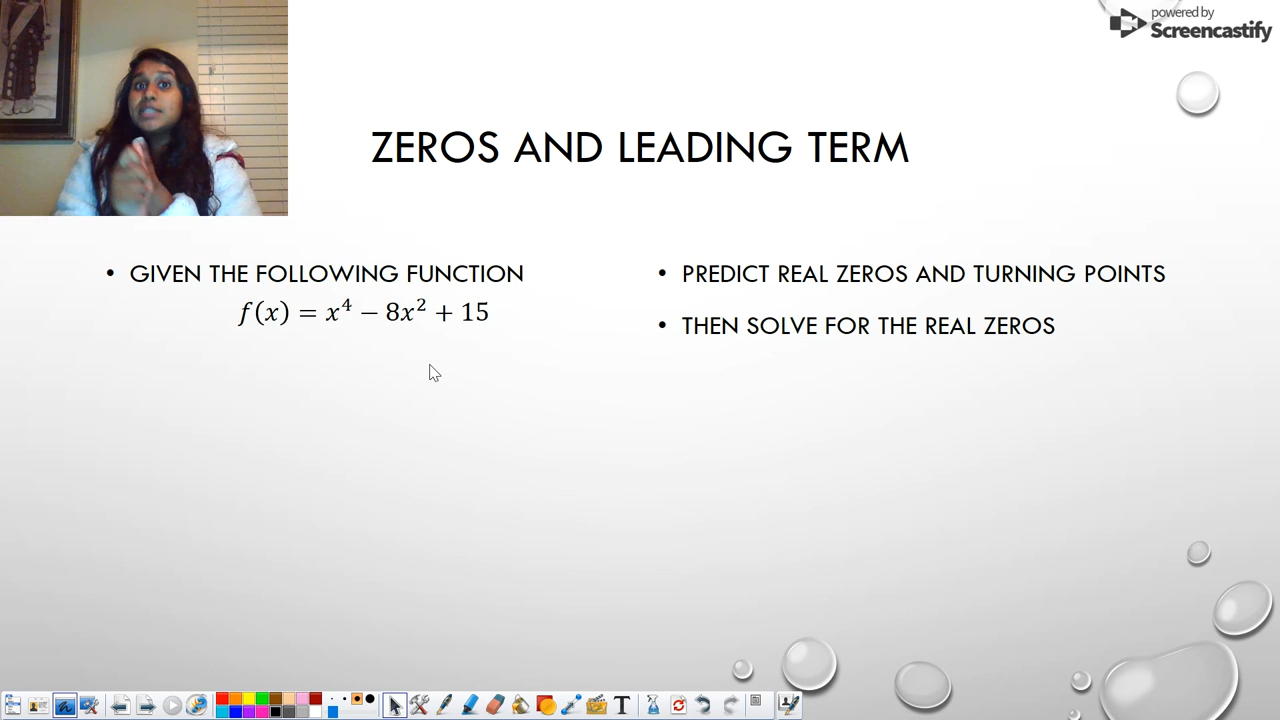 powered by
Screencastify
ZEROS AND LEADING TERM
• GIVEN THE FOLLOWING FUNCTION
f(x) = x⁴ − 8x² + 15
• PREDICT REAL ZEROS AND TURNING POINTS
• THEN SOLVE FOR THE REAL ZEROS